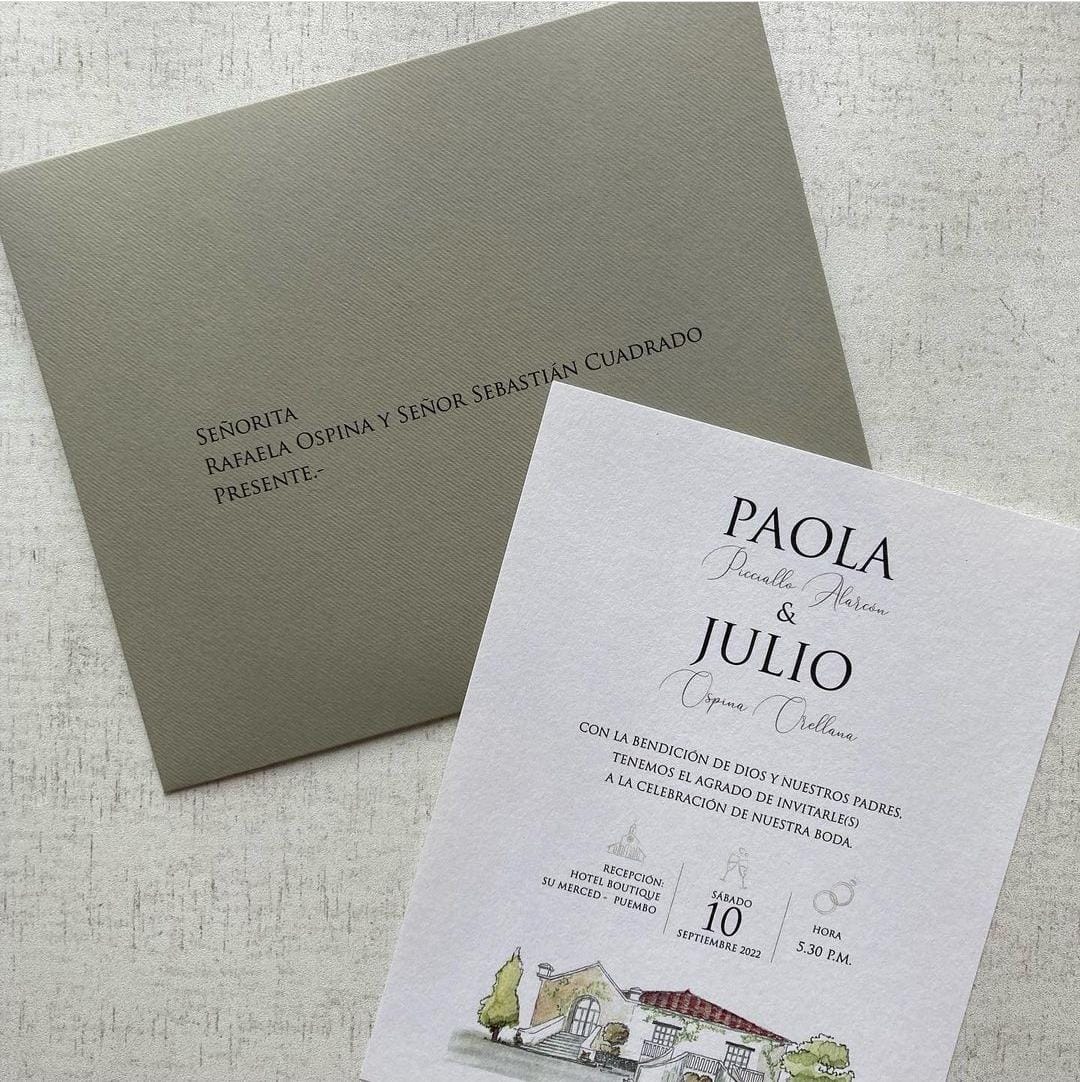 SEÑORITA
RAFAELA OSPINA Y SEÑOR SEBASTIÁN CUADRADO
PRESENTE.-
PAOLA
Picciallo Alarcón
&
JULIO
Ospina Orellana
CON LA BENDICIÓN DE DIOS Y NUESTROS PADRES,
TENEMOS EL AGRADO DE INVITARLE(S)
A LA CELEBRACIÓN DE NUESTRA BODA.
RECEPCIÓN:
HOTEL BOUTIQUE
SU MERCED - PUEMBO
SÁBADO
10
SEPTIEMBRE 2022
HORA
5.30 P.M.